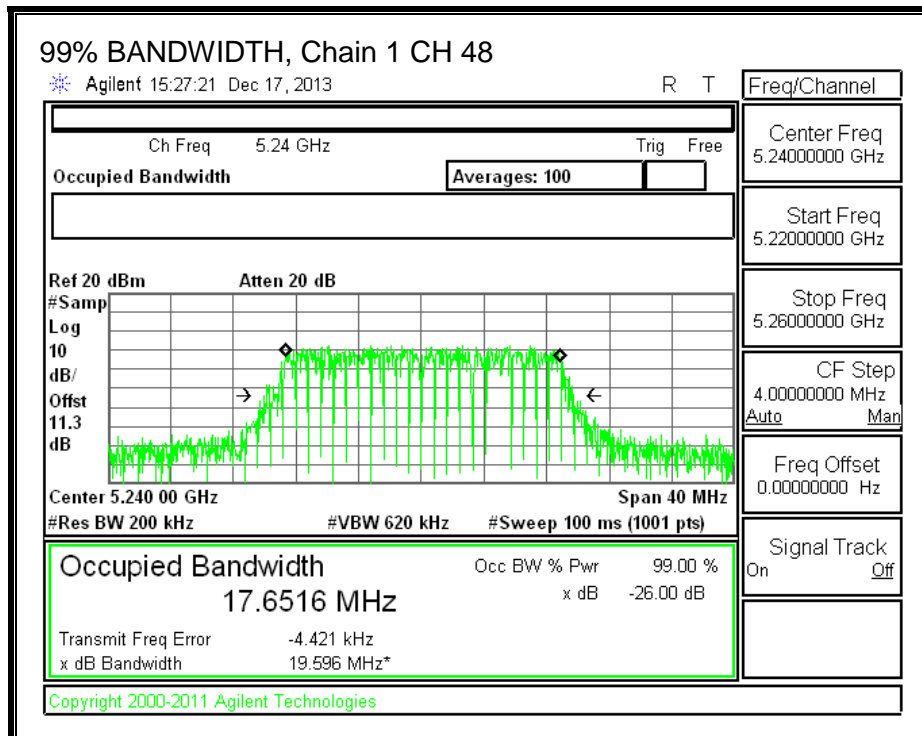 99% BANDWIDTH, Chain 1 CH 48
Agilent 15:27:21 Dec 17, 2013 R T
Freq/Channel
Ch Freq 5.24 GHz Trig Free
Occupied Bandwidth Averages: 100
Center Freq
5.24000000 GHz
Start Freq
5.22000000 GHz
Stop Freq
5.26000000 GHz
CF Step
4.00000000 MHz
Auto Man
Freq Offset
0.00000000 Hz
Signal Track
On Off
Ref 20 dBm Atten 20 dB
#Samp
Log
10
dB/
Offst
11.3
dB
Center 5.240 00 GHz Span 40 MHz
#Res BW 200 kHz #VBW 620 kHz #Sweep 100 ms (1001 pts)
Occupied Bandwidth Occ BW % Pwr 99.00 %
17.6516 MHz x dB -26.00 dB
Transmit Freq Error -4.421 kHz
x dB Bandwidth 19.596 MHz*
Copyright 2000-2011 Agilent Technologies